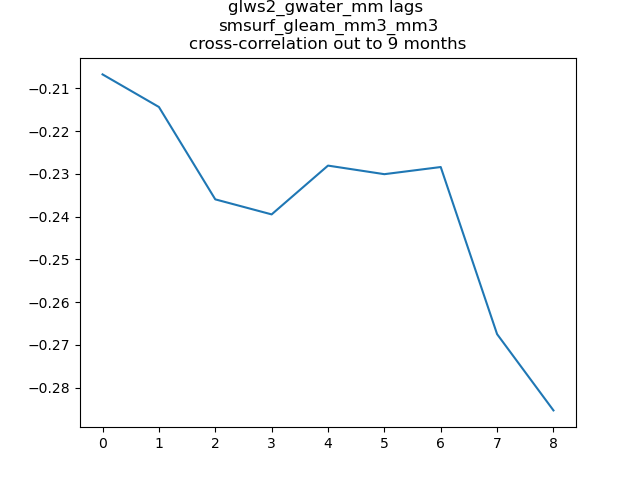 glws2_gwater_mm lags
smsurf_gleam_mm3_mm3
cross-correlation out to 9 months
−0.21
−0.22
−0.23
−0.24
−0.25
−0.26
−0.27
−0.28
0 1 2 3 4 5 6 7 8